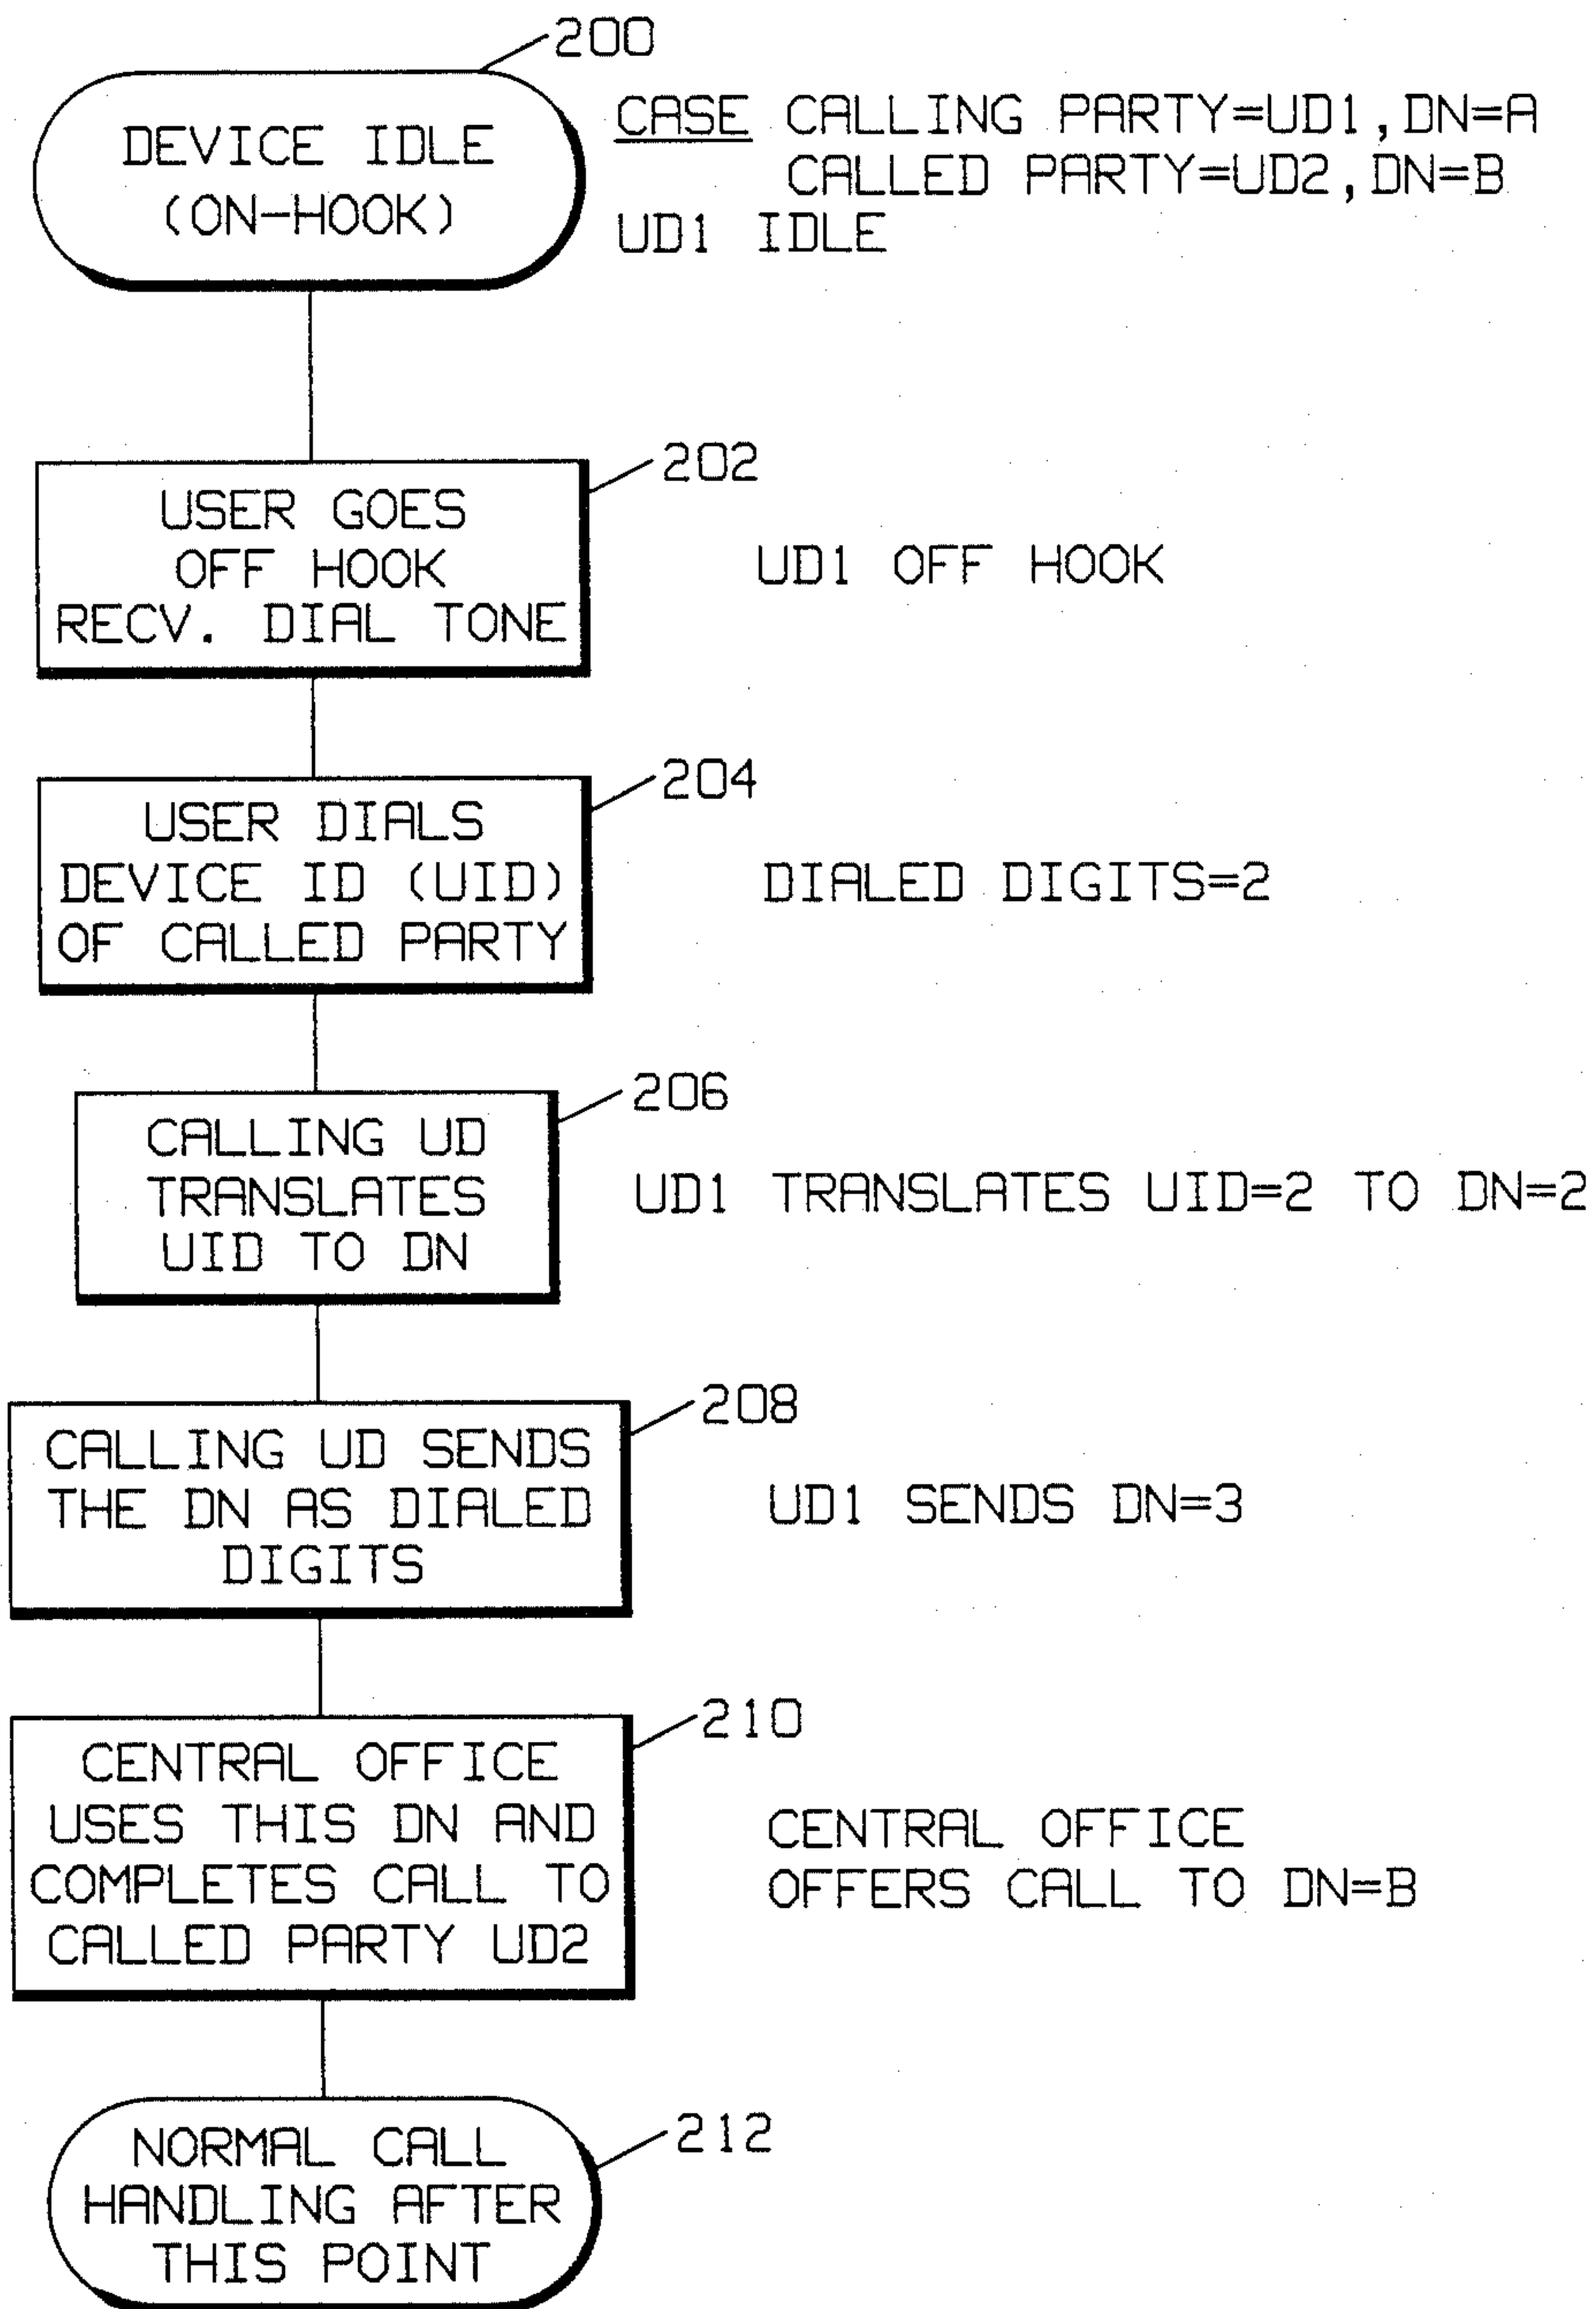 200
DEVICE IDLE
(ON-HOOK)
CASE CALLING PARTY=UD1,DN=A
CALLED PARTY=UD2,DN=B
UD1 IDLE
202
USER GOES
OFF HOOK
RECV. DIAL TONE
UD1 OFF HOOK
204
USER DIALS
DEVICE ID (UID)
OF CALLED PARTY
DIALED DIGITS=2
206
CALLING UD
TRANSLATES
UID TO DN
UD1 TRANSLATES UID=2 TO DN=2
208
CALLING UD SENDS
THE DN AS DIALED
DIGITS
UD1 SENDS DN=3
210
CENTRAL OFFICE
USES THIS DN AND
COMPLETES CALL TO
CALLED PARTY UD2
CENTRAL OFFICE
OFFERS CALL TO DN=B
212
NORMAL CALL
HANDLING AFTER
THIS POINT